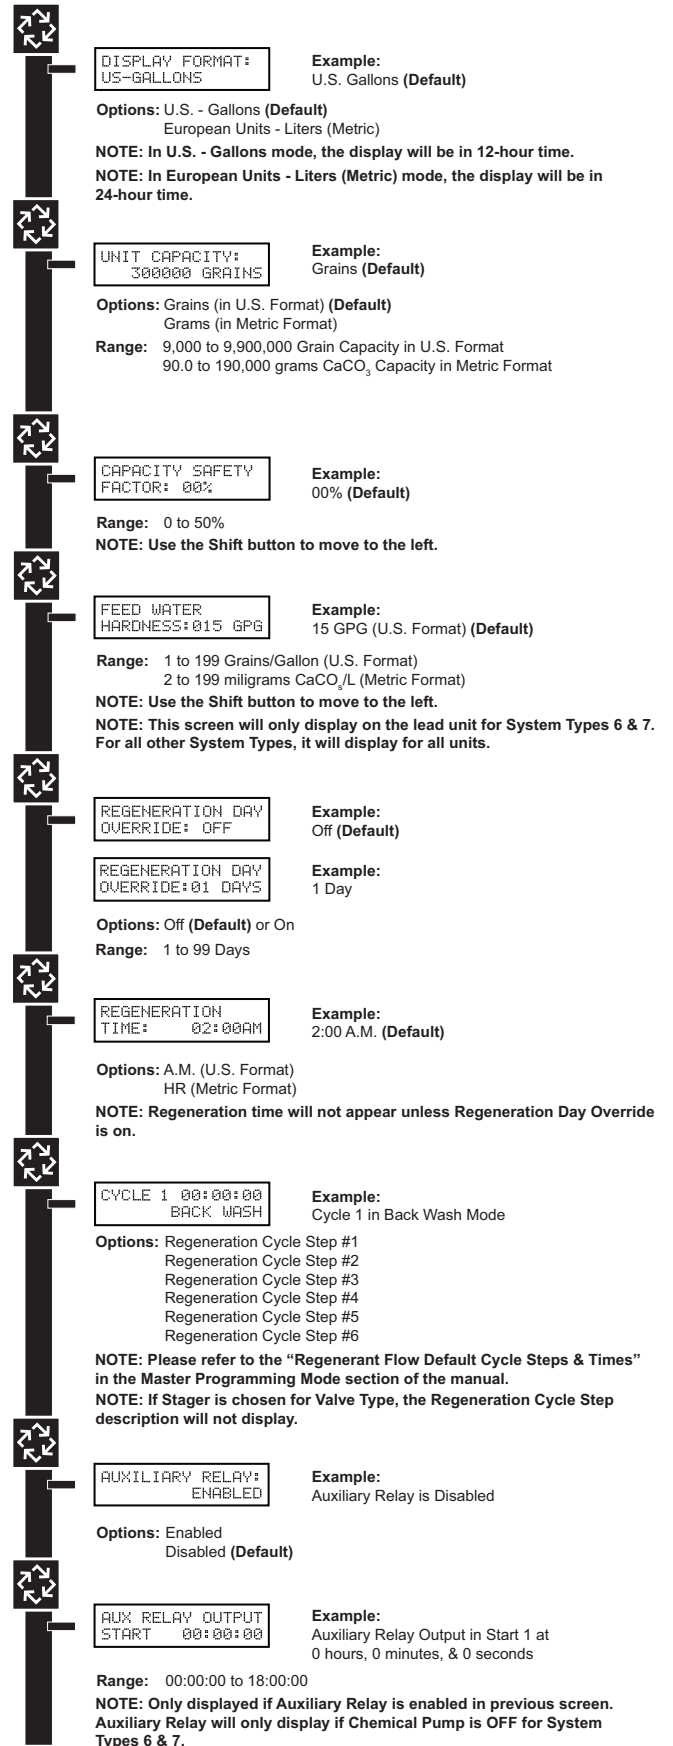 DISPLAY FORMAT:
US-GALLONS
Example:
U.S. Gallons (Default)
Options: U.S. - Gallons (Default)
European Units - Liters (Metric)
NOTE: In U.S. - Gallons mode, the display will be in 12-hour time.
NOTE: In European Units - Liters (Metric) mode, the display will be in
24-hour time.
UNIT CAPACITY:
300000 GRAINS
Example:
Grains (Default)
Options: Grains (in U.S. Format) (Default)
Grams (in Metric Format)
Range: 9,000 to 9,900,000 Grain Capacity in U.S. Format
90.0 to 190,000 grams CaCO3 Capacity in Metric Format
CAPACITY SAFETY
FACTOR: 00%
Example:
00% (Default)
Range: 0 to 50%
NOTE: Use the Shift button to move to the left.
FEED WATER
HARDNESS:015 GPG
Example:
15 GPG (U.S. Format) (Default)
Range: 1 to 199 Grains/Gallon (U.S. Format)
2 to 199 miligrams CaCOs/L (Metric Format)
NOTE: Use the Shift button to move to the left.
NOTE: This screen will only display on the lead unit for System Types 6 & 7.
For all other System Types, it will display for all units.
REGENERATION DAY
OVERRIDE: OFF
Example:
Off (Default)
REGENERATION DAY
OVERRIDE:01 DAYS
Example:
1 Day
Options: Off (Default) or On
Range: 1 to 99 Days
REGENERATION
TIME: 02:00AM
Example:
2:00 A.M. (Default)
Options: A.M. (U.S. Format)
HR (Metric Format)
NOTE: Regeneration time will not appear unless Regeneration Day Override
is on.
CYCLE 1 00:00:00
BACK WASH
Example:
Cycle 1 in Back Wash Mode
Options: Regeneration Cycle Step #1
Regeneration Cycle Step #2
Regeneration Cycle Step #3
Regeneration Cycle Step #4
Regeneration Cycle Step #5
Regeneration Cycle Step #6
NOTE: Please refer to the “Regenerant Flow Default Cycle Steps & Times”
in the Master Programming Mode section of the manual.
NOTE: If Stager is chosen for Valve Type, the Regeneration Cycle Step
description will not display.
AUXILIARY RELAY:
ENABLED
Example:
Auxiliary Relay is Disabled
Options: Enabled
Disabled (Default)
AUX RELAY OUTPUT
START 00:00:00
Example:
Auxiliary Relay Output in Start 1 at
0 hours, 0 minutes, & 0 seconds
Range: 00:00:00 to 18:00:00
NOTE: Only displayed if Auxiliary Relay is enabled in previous screen.
Auxiliary Relay will only display if Chemical Pump is OFF for System
Types 6 & 7.